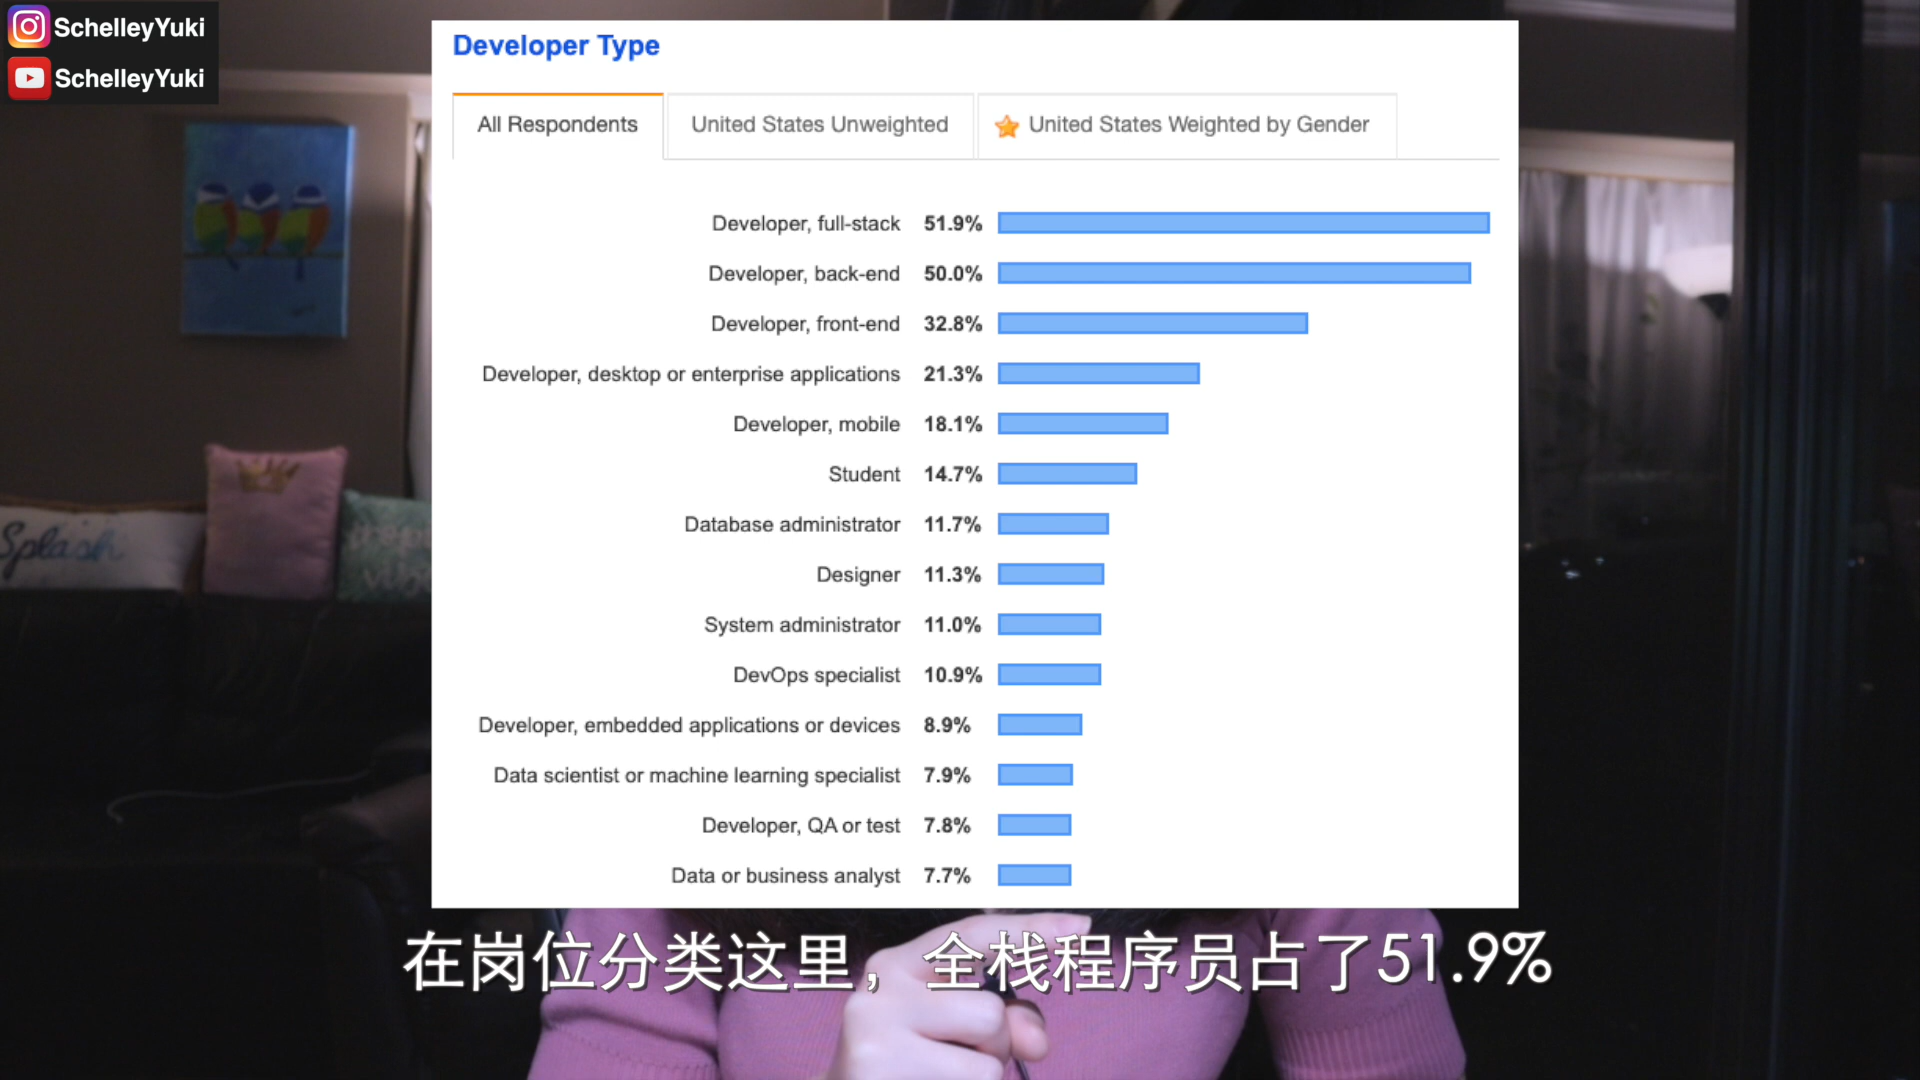 SchelleyYuki
SchelleyYuki
Developer Type
All Respondents
United States Unweighted
United States Weighted by Gender
Developer, full-stack 51.9%
Developer, back-end 50.0%
Developer, front-end 32.8%
Developer, desktop or enterprise applications 21.3%
Developer, mobile 18.1%
Student 14.7%
Database administrator 11.7%
Designer 11.3%
System administrator 11.0%
DevOps specialist 10.9%
Developer, embedded applications or devices 8.9%
Data scientist or machine learning specialist 7.9%
Developer, QA or test 7.8%
Data or business analyst 7.7%
Splash
在岗位分类这里，全栈程序员占了51.9%